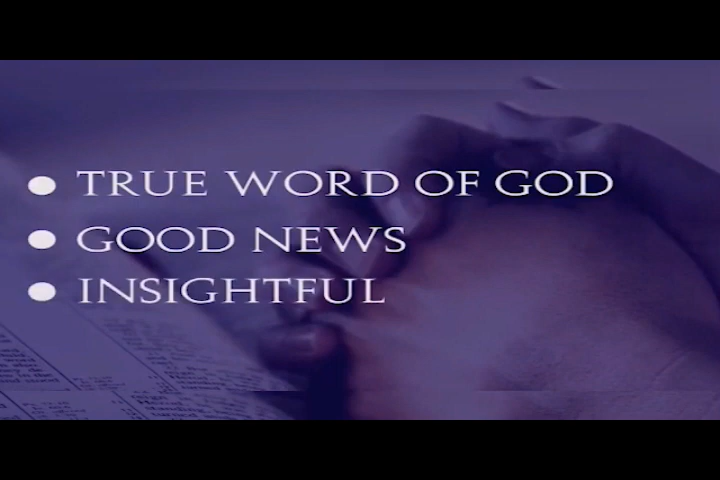 • TRUE WORD OF GOD
• GOOD NEWS
• INSIGHTFUL